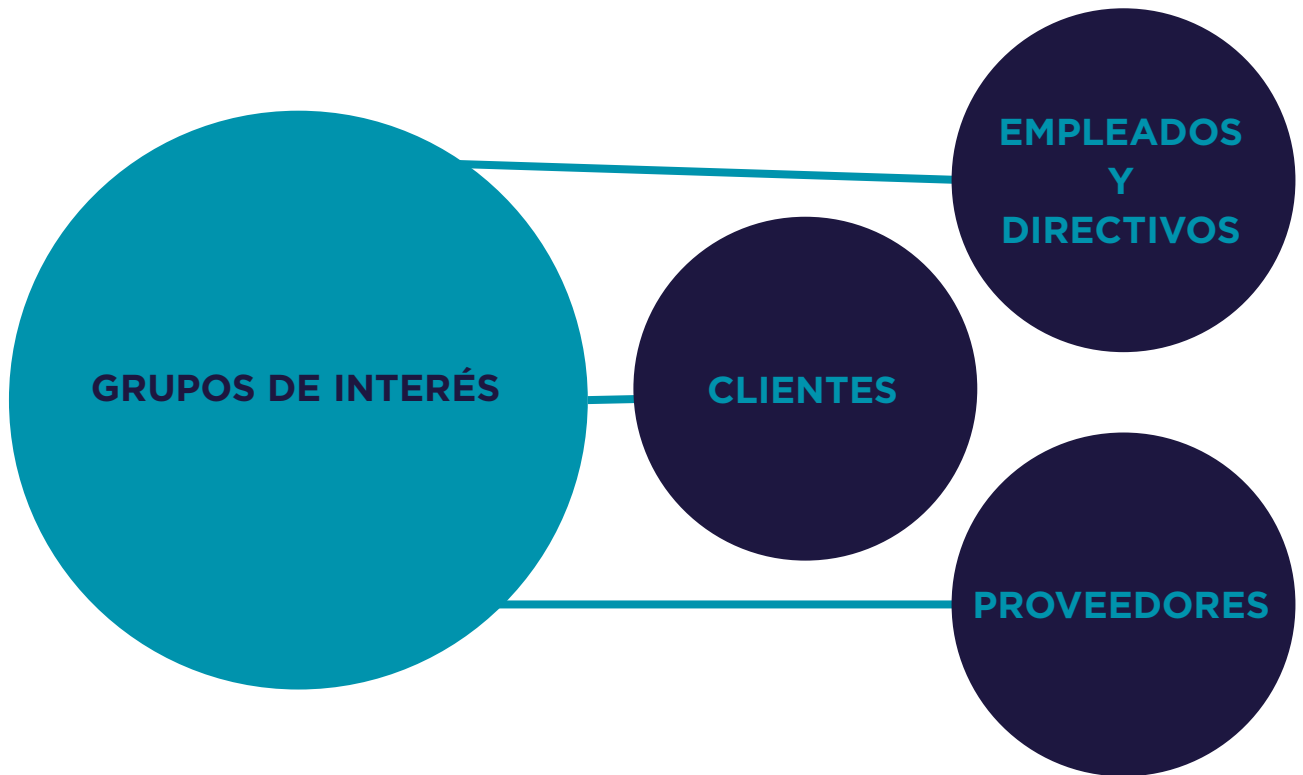 GRUPOS DE INTERÉS
EMPLEADOS
Y
DIRECTIVOS
CLIENTES
PROVEEDORES